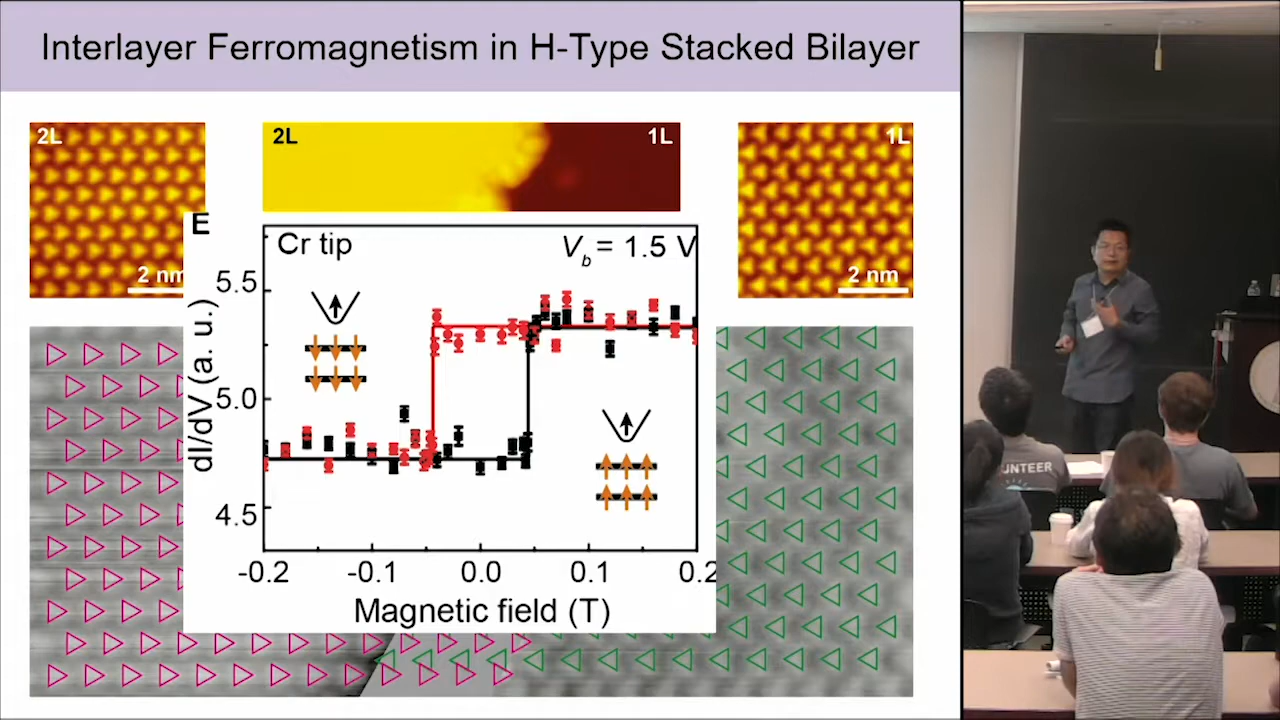 Interlayer Ferromagnetism in H-Type Stacked Bilayer
2L
2L
1L
1L
2 nm
2 nm
E
Cr tip
Vb = 1.5 V
dI/dV (a. u.)
5.5
5.0
4.5
-0.2
-0.1
0.0
0.1
0.2
Magnetic field (T)
UNTEER